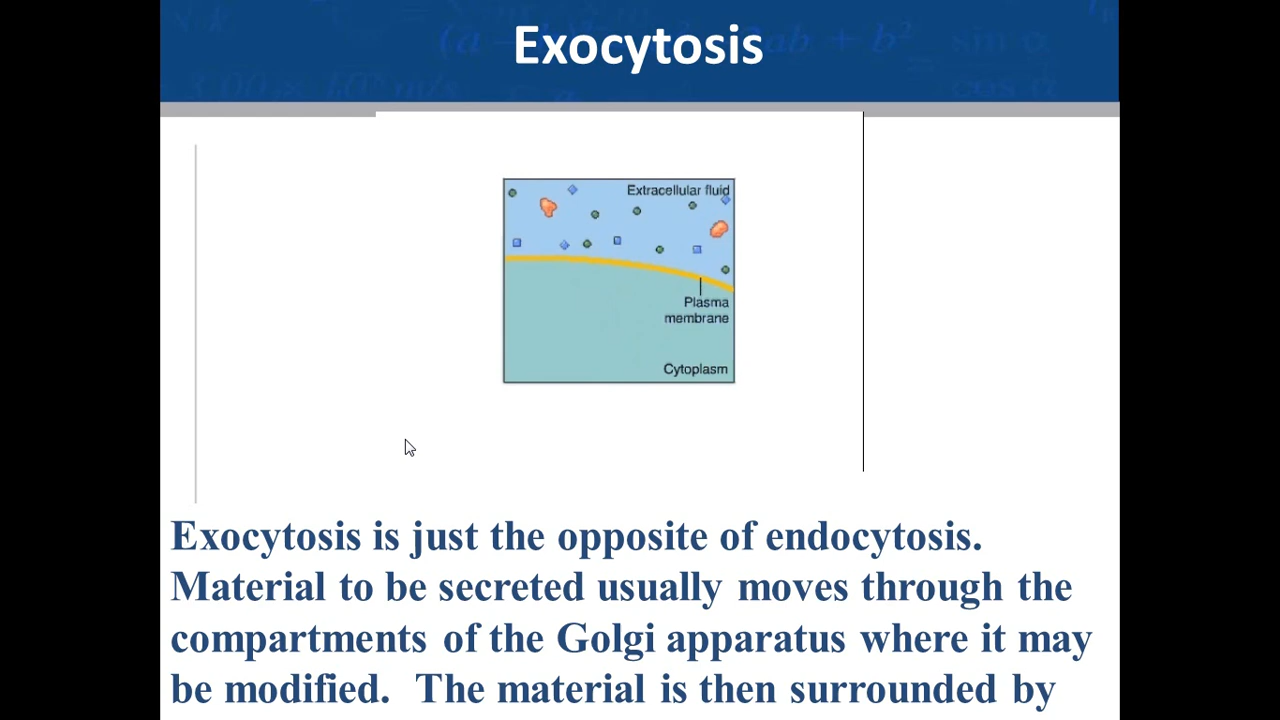 Exocytosis
Extracellular fluid
Plasma
membrane
Cytoplasm
Exocytosis is just the opposite of endocytosis.
Material to be secreted usually moves through the
compartments of the Golgi apparatus where it may
be modified.  The material is then surrounded by